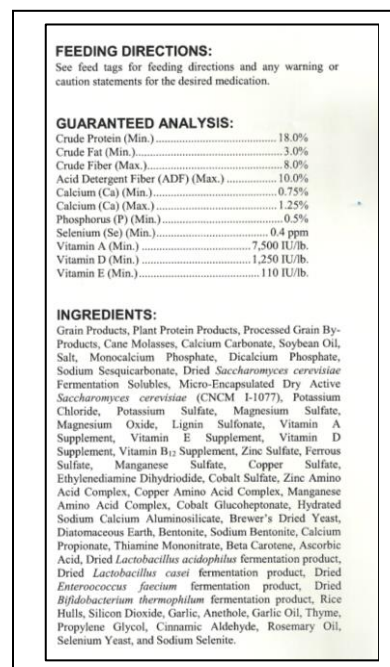 FEEDING DIRECTIONS:
See feed tags for feeding directions and any warning or
caution statements for the desired medication.
GUARANTEED ANALYSIS:
Crude Protein (Min.) ............................................ 18.0%
Crude Fat (Min.)..................................................... 3.0%
Crude Fiber (Max.).................................................. 8.0%
Acid Detergent Fiber (ADF) (Max.) ................ 10.0%
Calcium (Ca) (Min.)............................................0.75%
Calcium (Ca) (Max.) ...........................................1.25%
Phosphorus (P) (Min.)..........................................0.5%
Selenium (Se) (Min.)....................................... 0.4 ppm
Vitamin A (Min.) ....................................7,500 IU/lb.
Vitamin D (Min.) ....................................1,250 IU/lb.
Vitamin E (Min.)........................................110 IU/lb.
INGREDIENTS:
Grain Products, Plant Protein Products, Processed Grain By-
Products, Cane Molasses, Calcium Carbonate, Soybean Oil,
Salt, Monocalcium Phosphate, Dicalcium Phosphate,
Sodium Sesquicarbonate, Dried Saccharomyces cerevisiae
Fermentation Solubles, Micro-Encapsulated Dry Active
Saccharomyces cerevisiae (CNCM I-1077), Potassium
Chloride, Potassium Sulfate, Magnesium Sulfate,
Magnesium Oxide, Lignin Sulfonate, Vitamin A
Supplement, Vitamin E Supplement, Vitamin D
Supplement, Vitamin B₁₂ Supplement, Zinc Sulfate, Ferrous
Sulfate, Manganese Sulfate, Copper Sulfate,
Ethylenediamine Dihydriodide, Cobalt Sulfate, Zinc Amino
Acid Complex, Copper Amino Acid Complex, Manganese
Amino Acid Complex, Cobalt Glucoheptonate, Hydrated
Sodium Calcium Aluminosilicate, Brewer's Dried Yeast,
Diatomaceous Earth, Bentonite, Sodium Bentonite, Calcium
Propionate, Thiamine Mononitrate, Beta Carotene, Ascorbic
Acid, Dried Lactobacillus acidophilus fermentation product,
Dried Lactobacillus casei fermentation product, Dried
Enterococcus faecium fermentation product, Dried
Bifidobacterium thermophilum fermentation product, Rice
Hulls, Silicon Dioxide, Garlic, Anethole, Garlic Oil, Thyme,
Propylene Glycol, Cinnamic Aldehyde, Rosemary Oil,
Selenium Yeast, and Sodium Selenite.